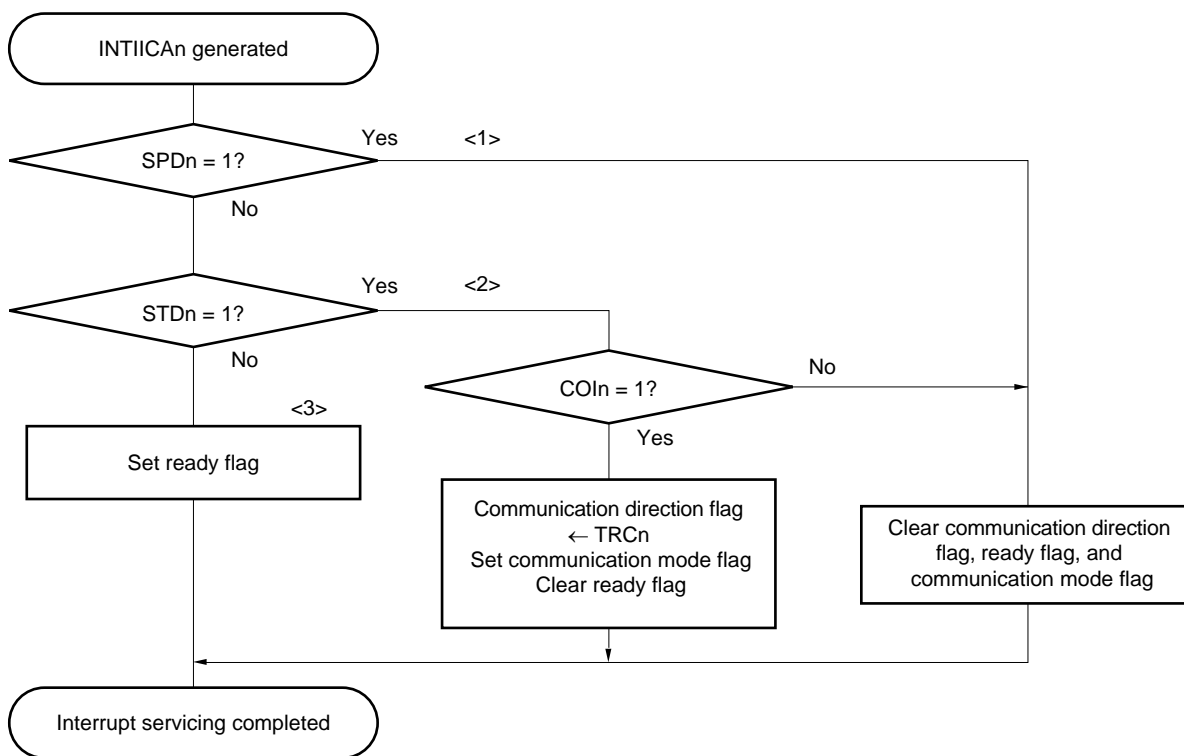 INTIICAn generated
Yes
<1>
SPDn = 1?
No
Yes
<2>
STDn = 1?
No
COIn = 1?
No
<3>
Yes
Set ready flag
Communication direction flag
← TRCn
Set communication mode flag
Clear ready flag
Clear communication direction
flag, ready flag, and
communication mode flag
Interrupt servicing completed